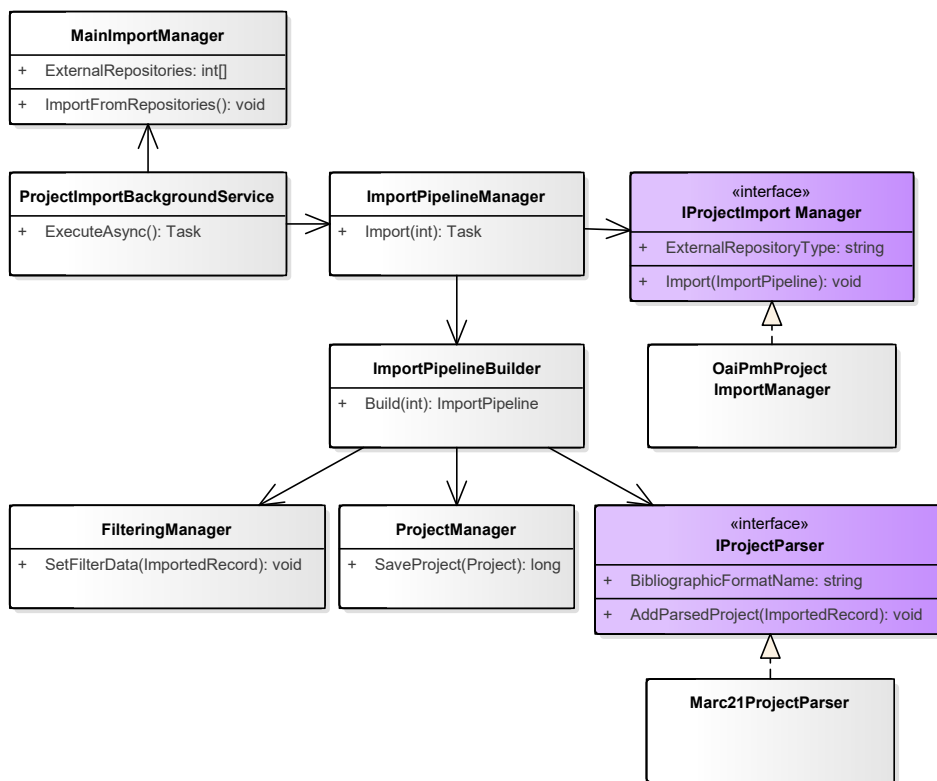 MainImportManager
+ ExternalRepositories: int[]
+ ImportFromRepositories(): void
ProjectImportBackgroundService
+ ExecuteAsync(): Task
ImportPipelineManager
+ Import(int): Task
«interface»
IProjectImport Manager
+ ExternalRepositoryType: string
+ Import(ImportPipeline): void
ImportPipelineBuilder
+ Build(int): ImportPipeline
OaiPmhProject
ImportManager
FilteringManager
+ SetFilterData(ImportedRecord): void
ProjectManager
+ SaveProject(Project): long
«interface»
IProjectParser
+ BibliographicFormatName: string
+ AddParsedProject(ImportedRecord): void
Marc21ProjectParser